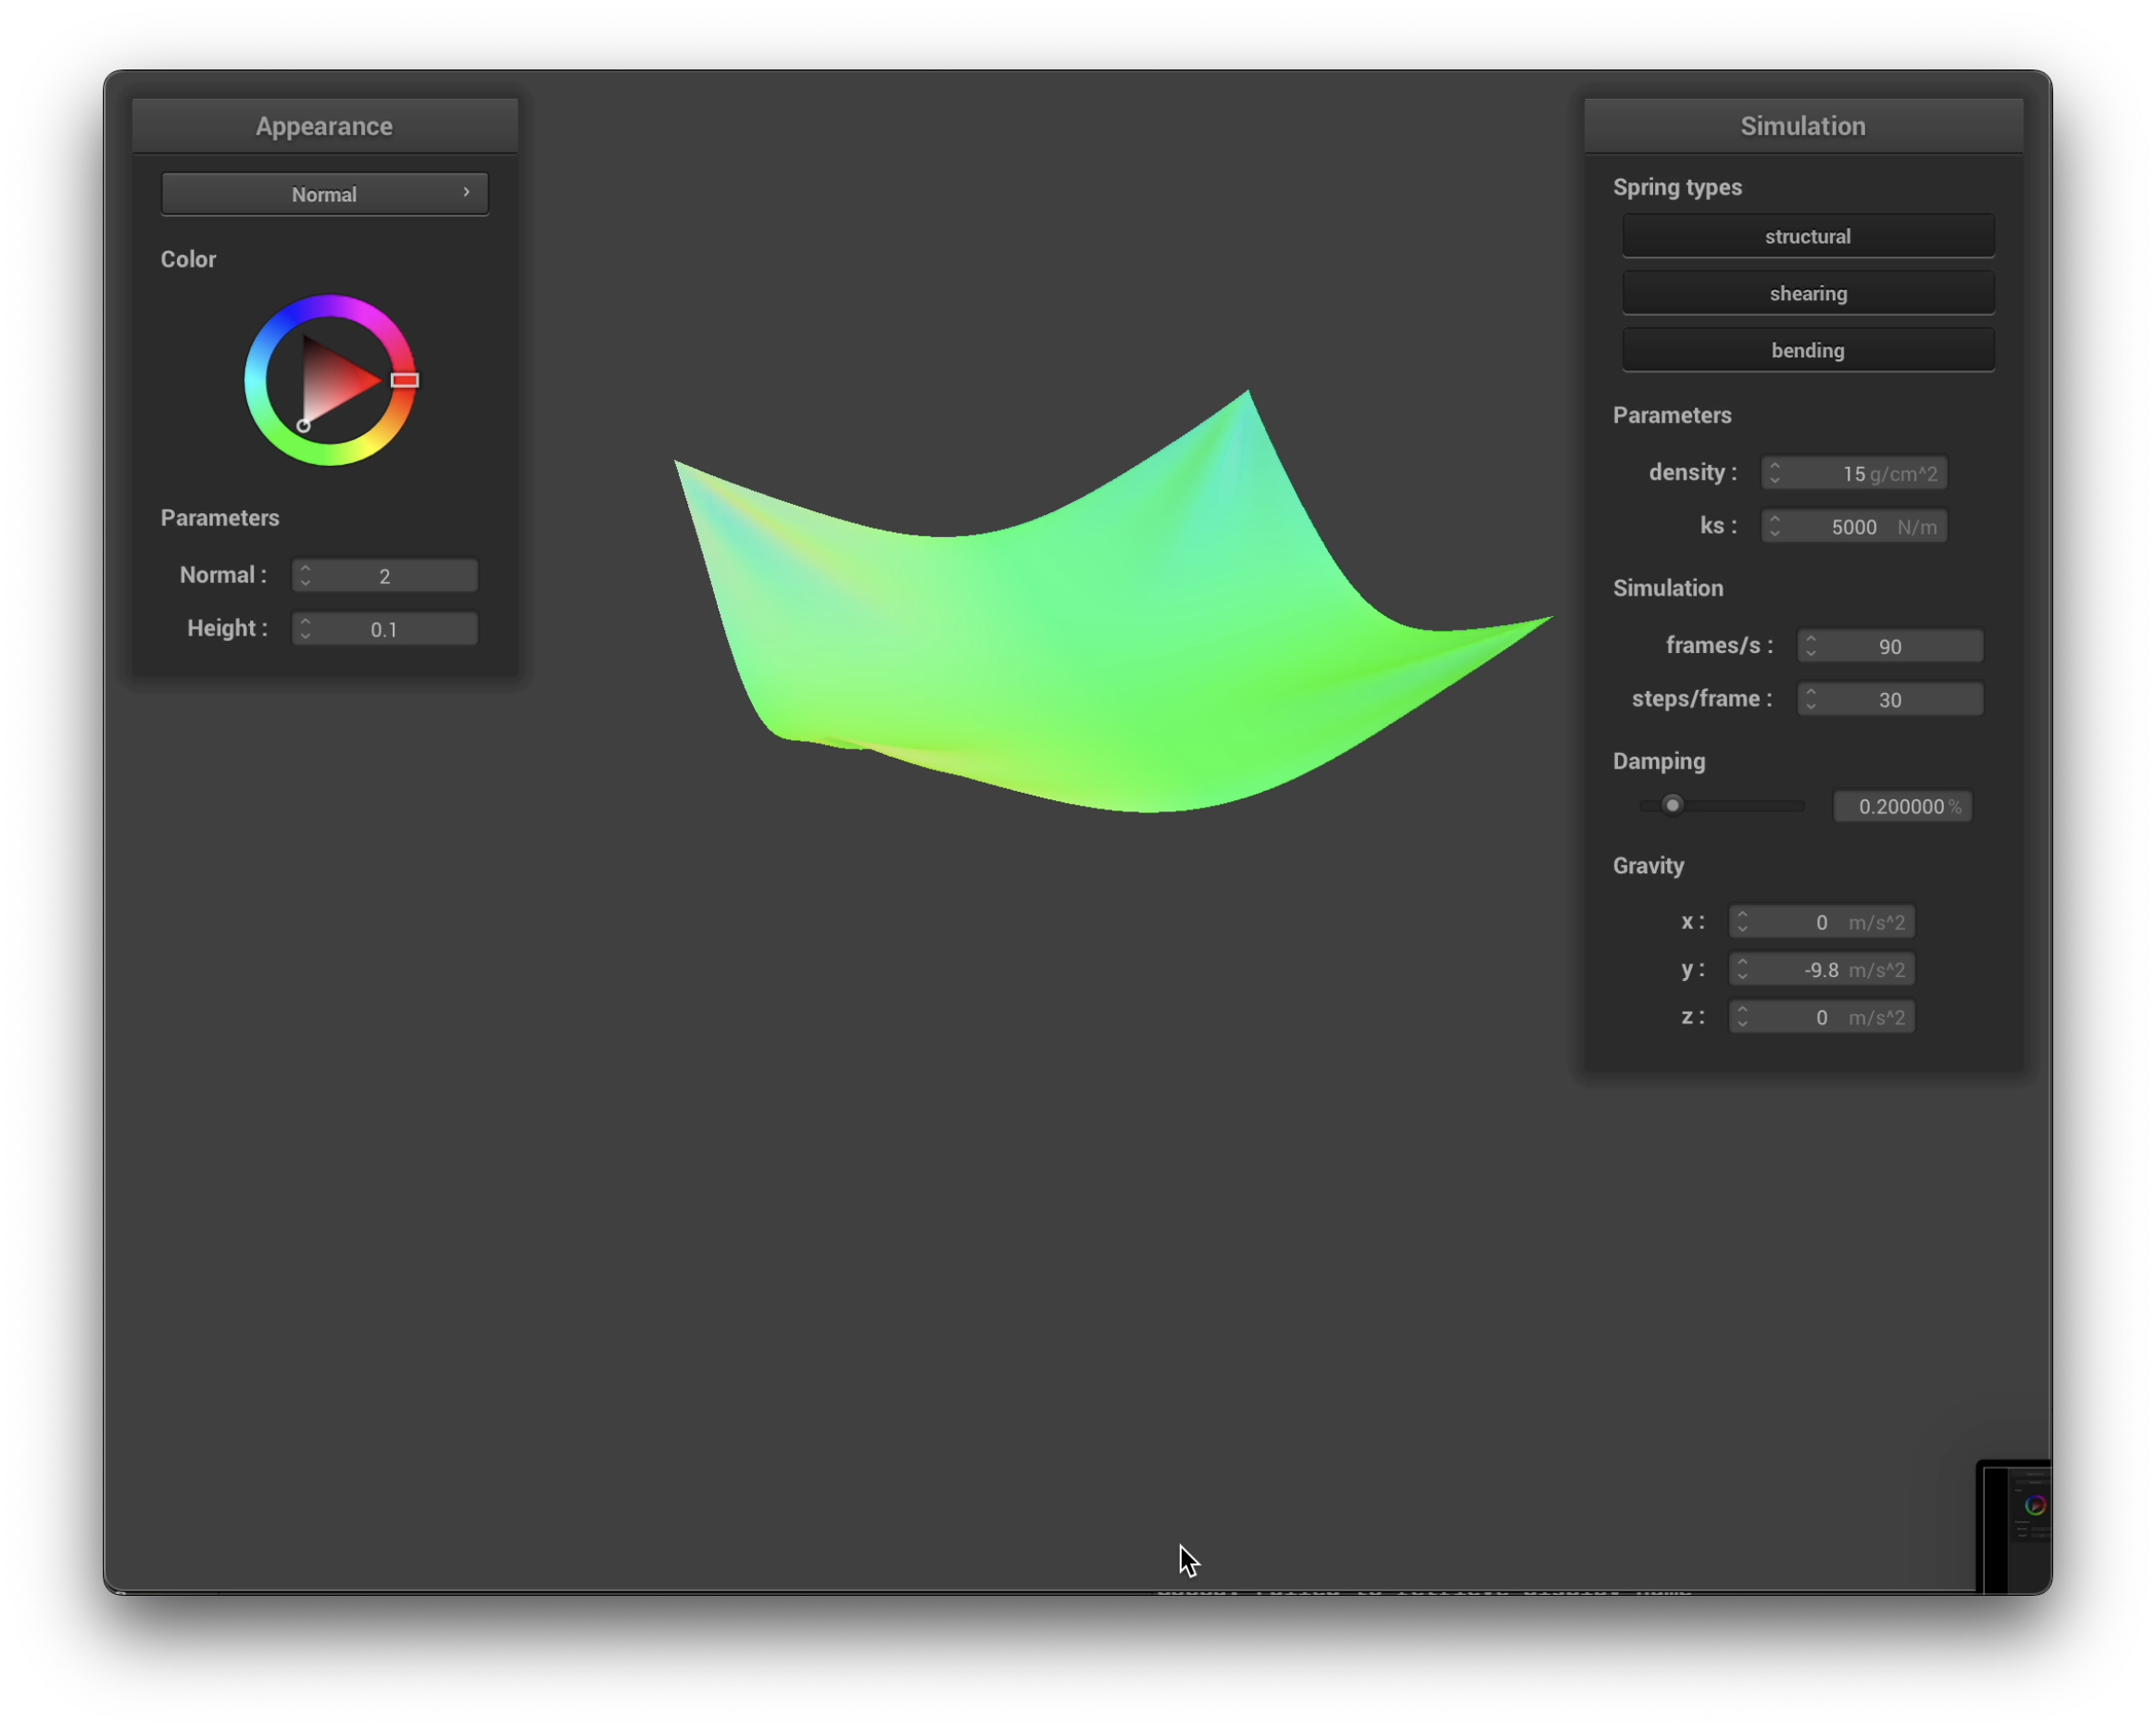 Appearance
Normal
Color
Parameters
Normal : 2
Height : 0.1
Simulation
Spring types
structural
shearing
bending
Parameters
density : 15 g/cm^2
ks : 5000 N/m
Simulation
frames/s : 90
steps/frame : 30
Damping
0.200000 %
Gravity
x : 0 m/s^2
y : -9.8 m/s^2
z : 0 m/s^2